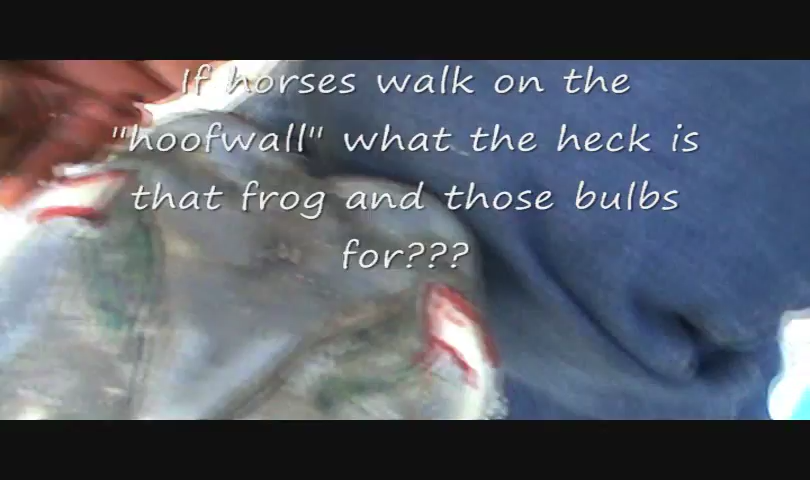 If horses walk on the
"hoofwall" what the heck is
that frog and those bulbs
for???